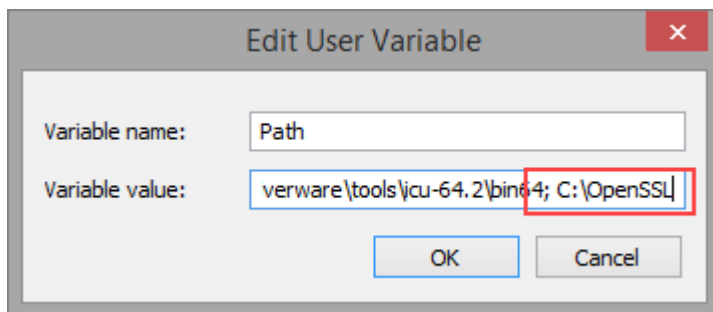 Edit User Variable
Variable name: Path
Variable value: verware\tools\icu-64.2\bin64; C:\OpenSSL
OK Cancel